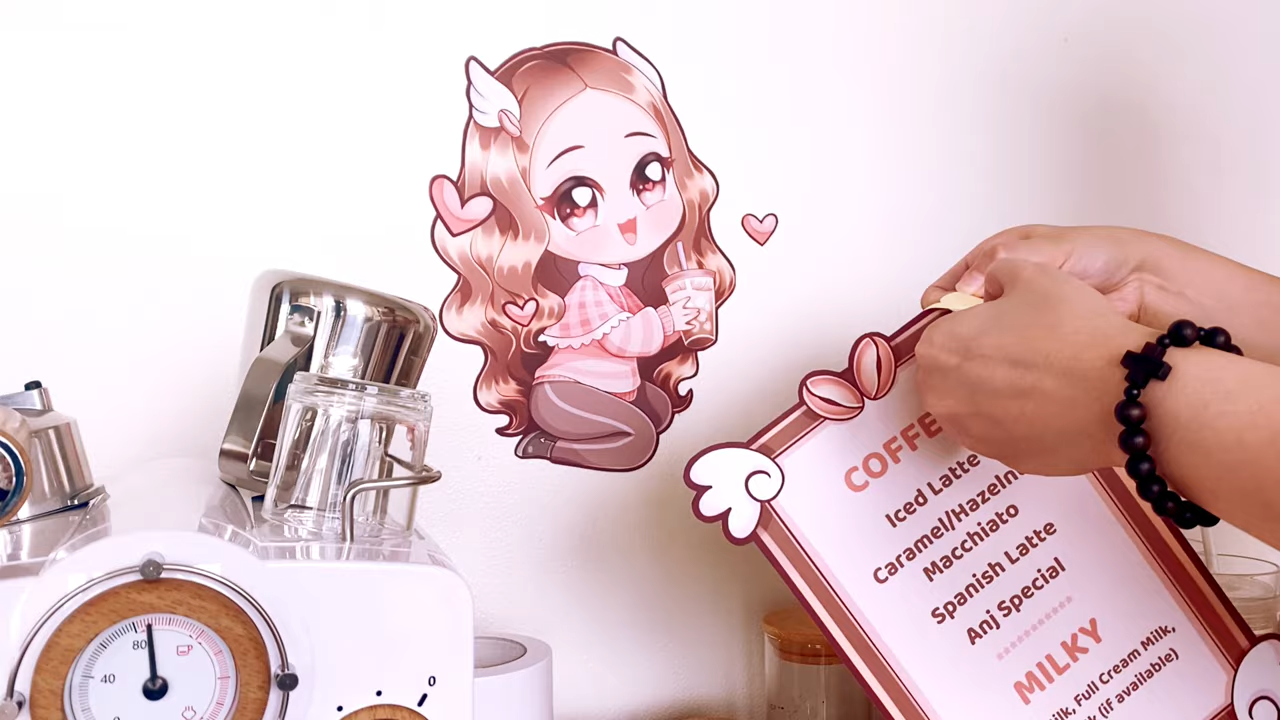 COFFE
Iced Latte
Caramel/Hazeln
Macchiato
Spanish Latte
Anj Special
MILKY
ilk, Full Cream Milk,
(if available)
80
40
0
0